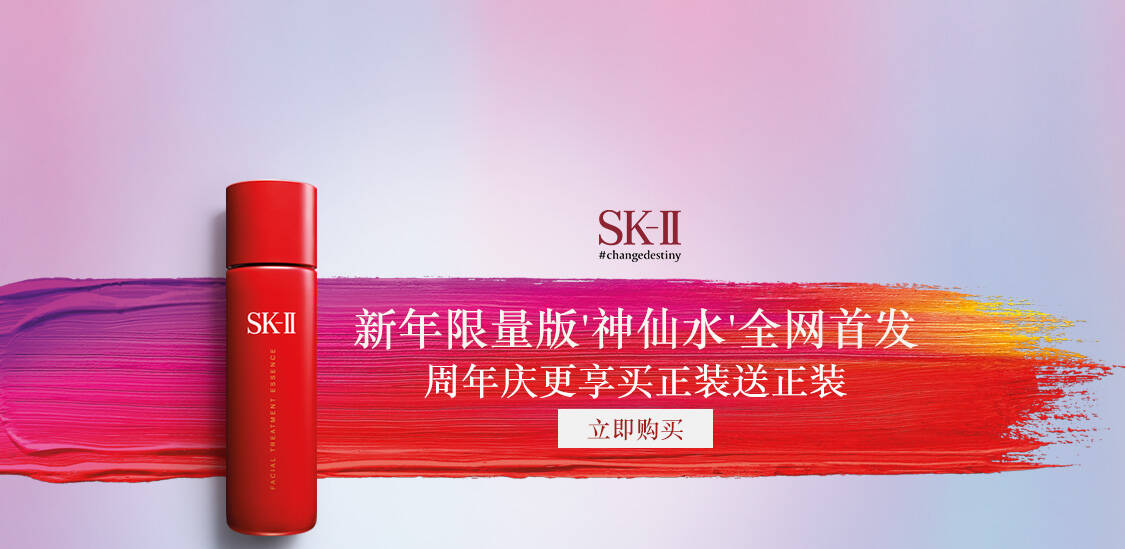 SK-II
#changedestiny
新年限量版'神仙水'全网首发
周年庆更享买正装送正装
立即购买
SK-II
FACIAL TREATMENT ESSENCE